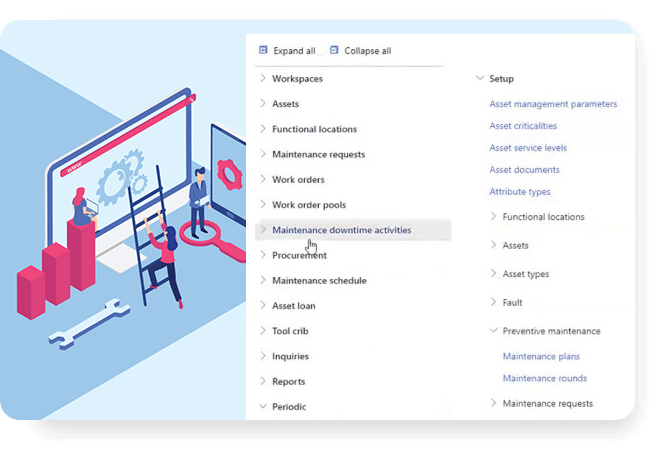 Expand all
Collapse all
Workspaces
Assets
Functional locations
Maintenance requests
Work orders
Work order pools
Maintenance downtime activities
Procurement
Maintenance schedule
Asset loan
Tool crib
Inquiries
Reports
Periodic
Setup
Asset management parameters
Asset criticalities
Asset service levels
Asset documents
Attribute types
Functional locations
Assets
Asset types
Fault
Preventive maintenance
Maintenance plans
Maintenance rounds
Maintenance requests
www